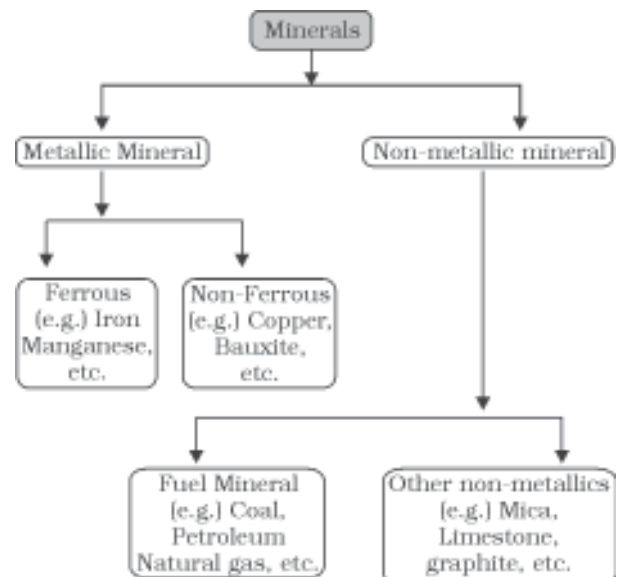 Minerals
Metallic Mineral
Non-metallic mineral
Ferrous
(e.g.) Iron
Manganese,
etc.
Non-Ferrous
(e.g.) Copper,
Bauxite,
etc.
Fuel Mineral
(e.g.) Coal,
Petroleum
Natural gas, etc.
Other non-metallics
(e.g.) Mica,
Limestone,
graphite, etc.